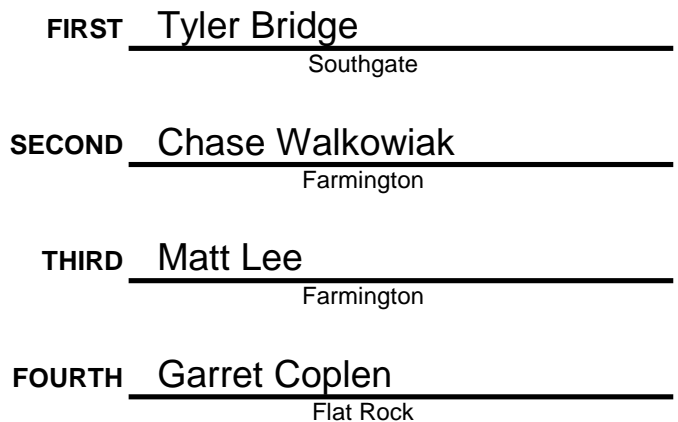 FIRST Tyler Bridge
Southgate
SECOND Chase Walkowiak
Farmington
THIRD Matt Lee
Farmington
FOURTH Garret Coplen
Flat Rock